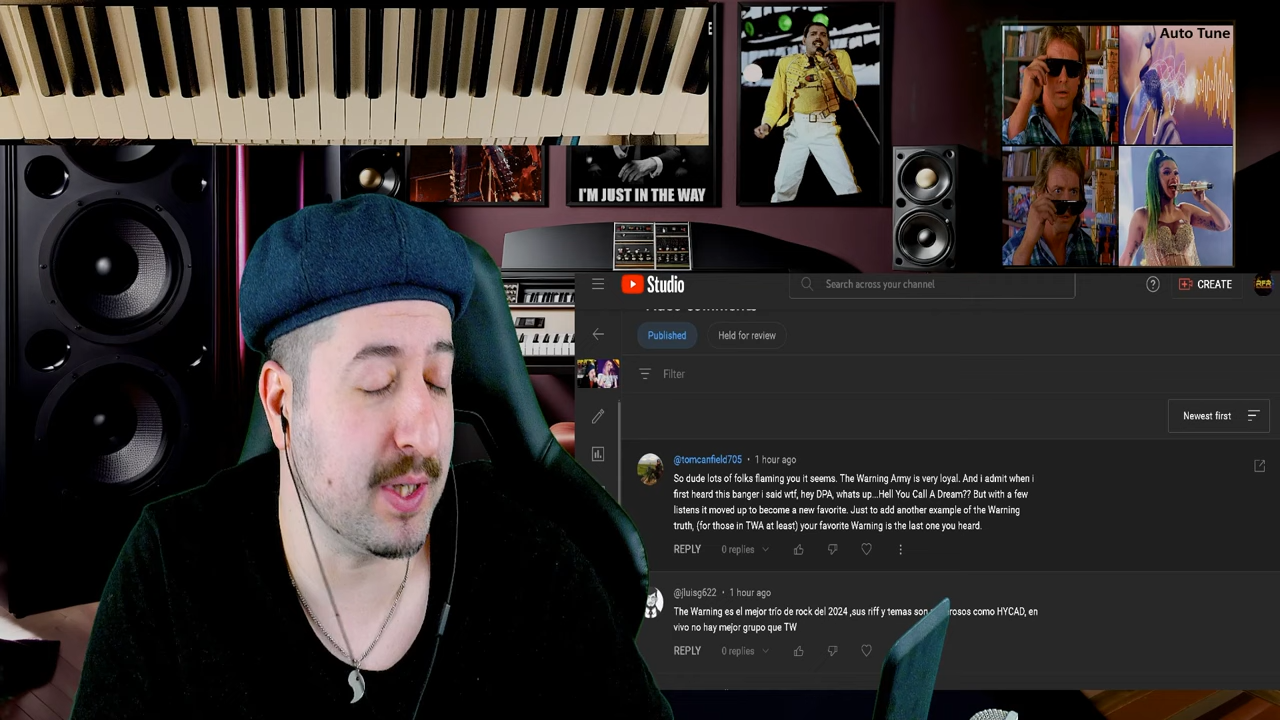 Auto Tune
I'M JUST IN THE WAY
Studio
Search across your channel
CREATE
RFR
Published
Held for review
Filter
Newest first
@tomcanfield705 • 1 hour ago
So dude lots of folks flaming you it seems. The Warning Army is very loyal. And i admit when i
first heard this banger i said wtf, hey DPA, whats up...Hell You Call A Dream?? But with a few
listens it moved up to become a new favorite. Just to add another example of the Warning
truth, (for those in TWA at least) your favorite Warning is the last one you heard.
REPLY 0 replies
@jluisg622 • 1 hour ago
The Warning es el mejor trío de rock del 2024 ,sus riff y temas son como HYCAD, en
vivo no hay mejor grupo que TW
REPLY 0 replies